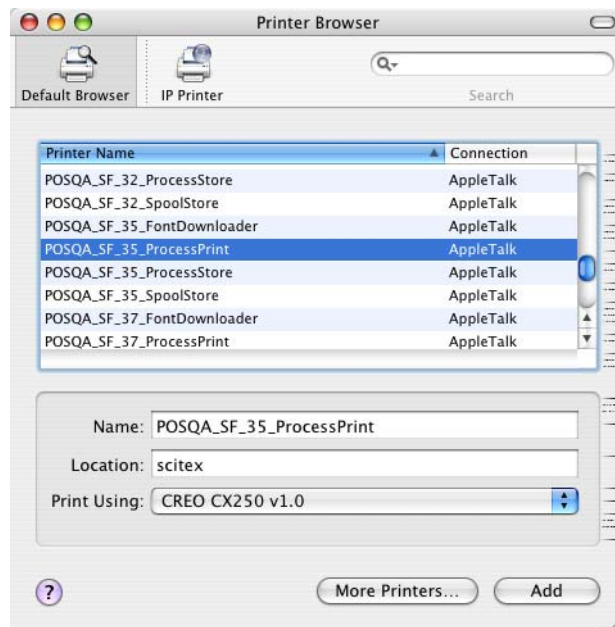 Printer Browser
Default Browser IP Printer Search
Printer Name Connection
POSQA_SF_32_ProcessStore AppleTalk
POSQA_SF_32_SpoolStore AppleTalk
POSQA_SF_35_FontDownloader AppleTalk
POSQA_SF_35_ProcessPrint AppleTalk
POSQA_SF_35_ProcessStore AppleTalk
POSQA_SF_35_SpoolStore AppleTalk
POSQA_SF_37_FontDownloader AppleTalk
POSQA_SF_37_ProcessPrint AppleTalk
Name: POSQA_SF_35_ProcessPrint
Location: scitex
Print Using: CREO CX250 v1.0
? More Printers... Add